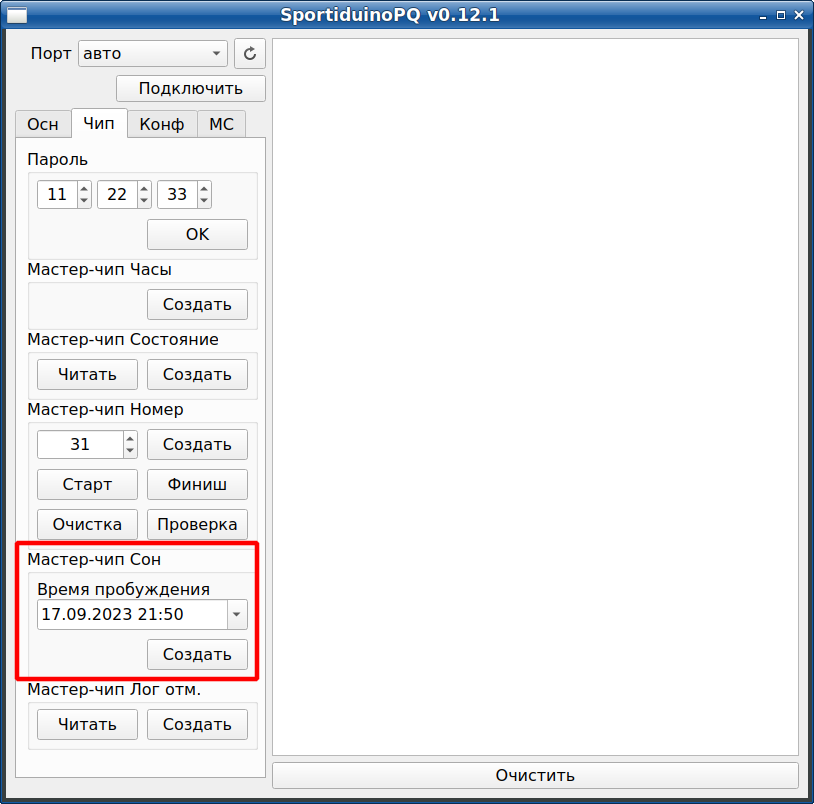 SportiduinoPQ v0.12.1
Порт авто
Подключить
Осн Чип Конф МС
Пароль
11 22 33
OK
Мастер-чип Часы
Создать
Мастер-чип Состояние
Читать Создать
Мастер-чип Номер
31 Создать
Старт Финиш
Очистка Проверка
Мастер-чип Сон
Время пробуждения
17.09.2023 21:50
Создать
Мастер-чип Лог отм.
Читать Создать
Очистить